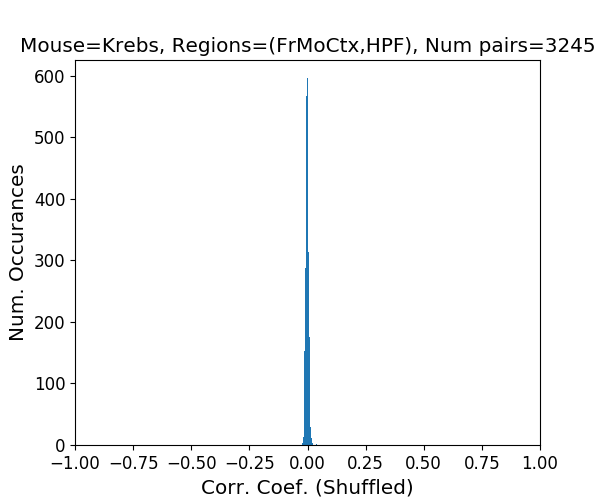 Mouse=Krebs, Regions=(FrMoCtx,HPF), Num pairs=3245
600
500
400
300
200
100
0
Num. Occurances
−1.00 −0.75 −0.50 −0.25 0.00 0.25 0.50 0.75 1.00
Corr. Coef. (Shuffled)